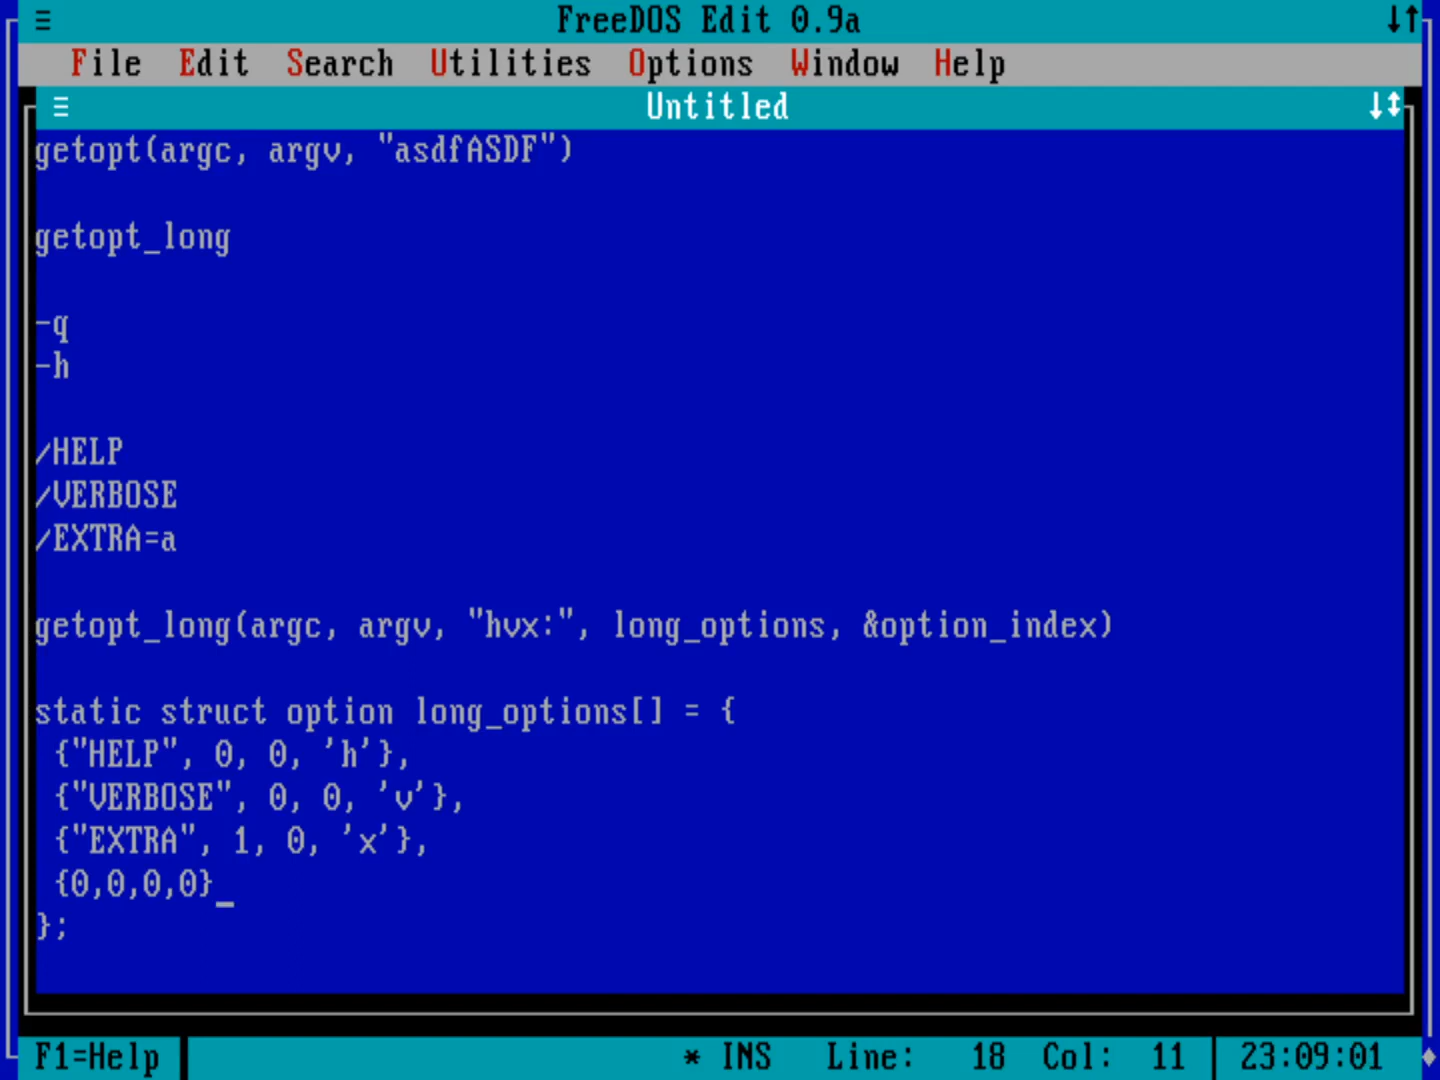 ≡ FreeDOS Edit 0.9a ↓↑
File Edit Search Utilities Options Window Help
≡ Untitled ↓↕
getopt(argc, argv, "asdfASDF")
getopt_long
-q
-h
/HELP
/VERBOSE
/EXTRA=a
getopt_long(argc, argv, "hvx:", long_options, &option_index)
static struct option long_options[] = {
{"HELP", 0, 0, 'h'},
{"VERBOSE", 0, 0, 'v'},
{"EXTRA", 1, 0, 'x'},
{0,0,0,0}_
};
F1=Help * INS Line: 18 Col: 11 23:09:01